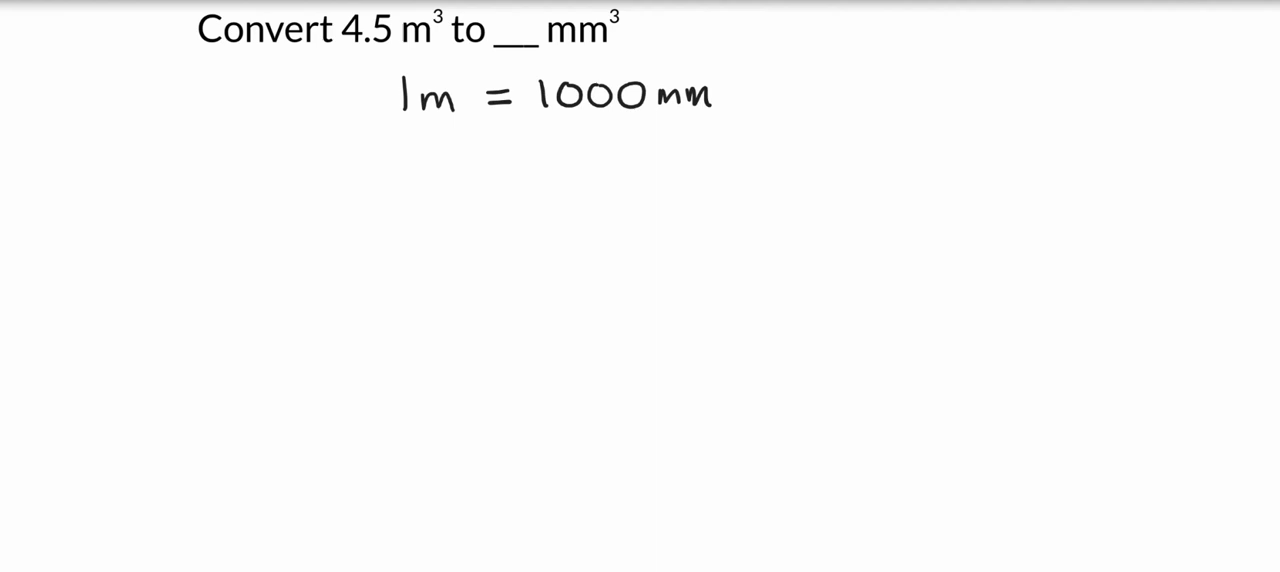 Convert 4.5 m³ to ___ mm³
1m = 1000mm